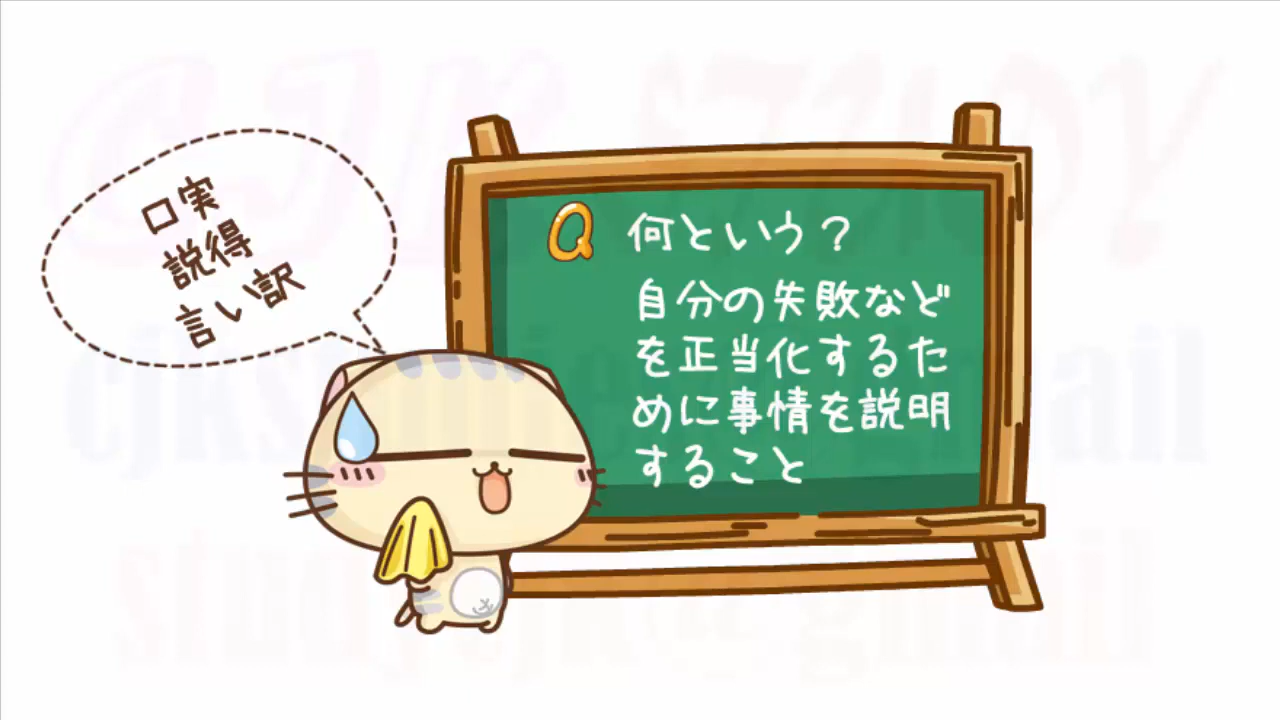 口実
説得
言い訳
Q 何という？
自分の失敗など
を正当化するた
めに事情を説明
すること